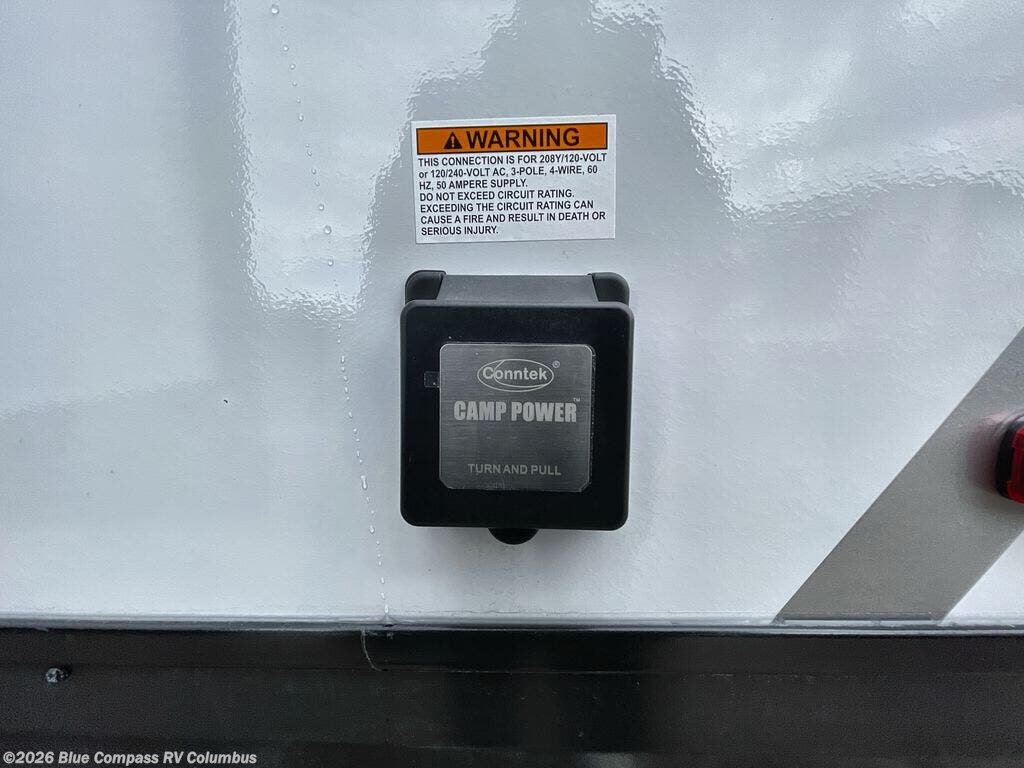 ⚠WARNING
THIS CONNECTION IS FOR 208Y/120-VOLT
or 120/240-VOLT AC, 3-POLE, 4-WIRE, 60
HZ, 50 AMPERE SUPPLY.
DO NOT EXCEED CIRCUIT RATING.
EXCEEDING THE CIRCUIT RATING CAN
CAUSE A FIRE AND RESULT IN DEATH OR
SERIOUS INJURY.
Conntek®
CAMP POWER™
TURN AND PULL
©2026 Blue Compass RV Columbus